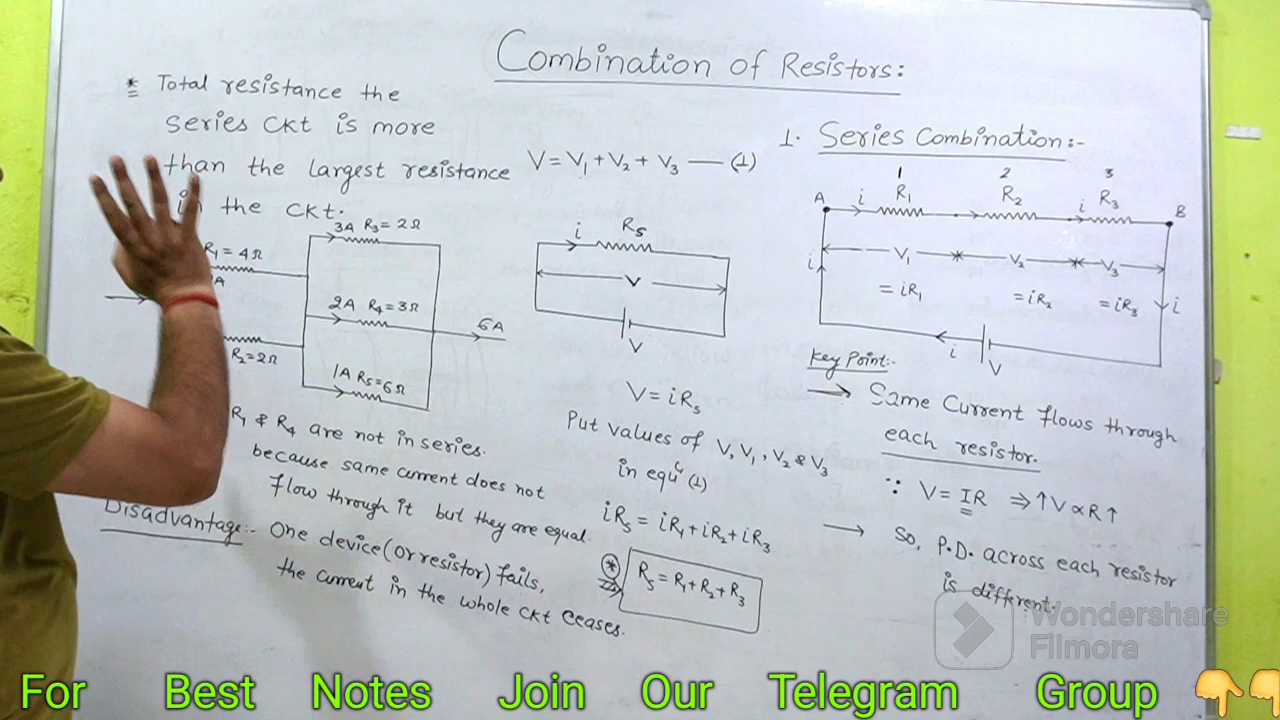 Combination of Resistors:
* Total resistance the
series ckt is more
than the largest resistance
in the ckt.
R₁ = 4Ω
A
R₂ = 2Ω
3A R₃ = 2Ω
2A R₄ = 3Ω
1A R₅ = 6Ω
6A
R₁ & R₄ are not in series.
because same current does not
flow through it but they are equal.
Disadvantage:- One device (or resistor) fails,
the current in the whole ckt ceases.
V = V₁ + V₂ + V₃ — (1)
i Rₛ
V
V
V = iRₛ
Put values of V, V₁, V₂ & V₃
in equⁿ (1)
iRₛ = iR₁ + iR₂ + iR₃
* Rₛ = R₁ + R₂ + R₃
1. Series Combination:-
1 2 3
A i R₁ R₂ i R₃ B
i V₁ V₂ V₃
= iR₁ = iR₂ = iR₃ i
i V
Key Point:-
→ Same Current flows through
each resistor.
∵ V = IR ⇒ ↑V ∝ R↑
→ So, P.D. across each resistor
is different.
Wondershare
Filmora
For Best Notes Join Our Telegram Group 👇👇